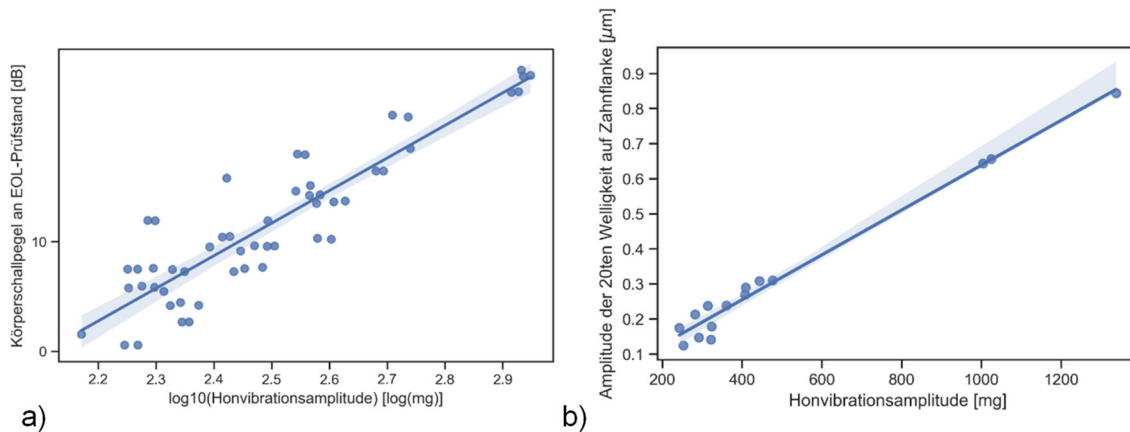 Körperschallpegel an EOL-Prüfstand [dB]
10
0
2.2 2.3 2.4 2.5 2.6 2.7 2.8 2.9
log10(Honvibrationsamplitude) [log(mg)]
a)
Amplitude der 20ten Welligkeit auf Zahnflanke [μm]
0.9
0.8
0.7
0.6
0.5
0.4
0.3
0.2
0.1
200 400 600 800 1000 1200
Honvibrationsamplitude [mg]
b)